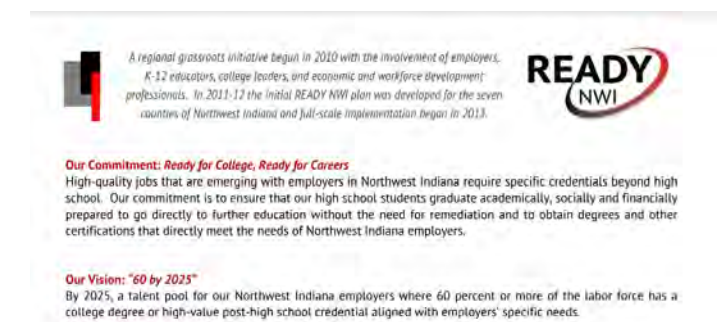 A regional grassroots initiative begun in 2010 with the involvement of employers,
K-12 educators, college leaders, and economic and workforce development
professionals. In 2011-12 the initial READY NWI plan was developed for the seven
counties of Northwest Indiana and full-scale implementation began in 2013.
READY
NWI
Our Commitment: Ready for College, Ready for Careers
High-quality jobs that are emerging with employers in Northwest Indiana require specific credentials beyond high
school. Our commitment is to ensure that our high school students graduate academically, socially and financially
prepared to go directly to further education without the need for remediation and to obtain degrees and other
certifications that directly meet the needs of Northwest Indiana employers.
Our Vision: "60 by 2025"
By 2025, a talent pool for our Northwest Indiana employers where 60 percent or more of the labor force has a
college degree or high-value post-high school credential aligned with employers' specific needs.